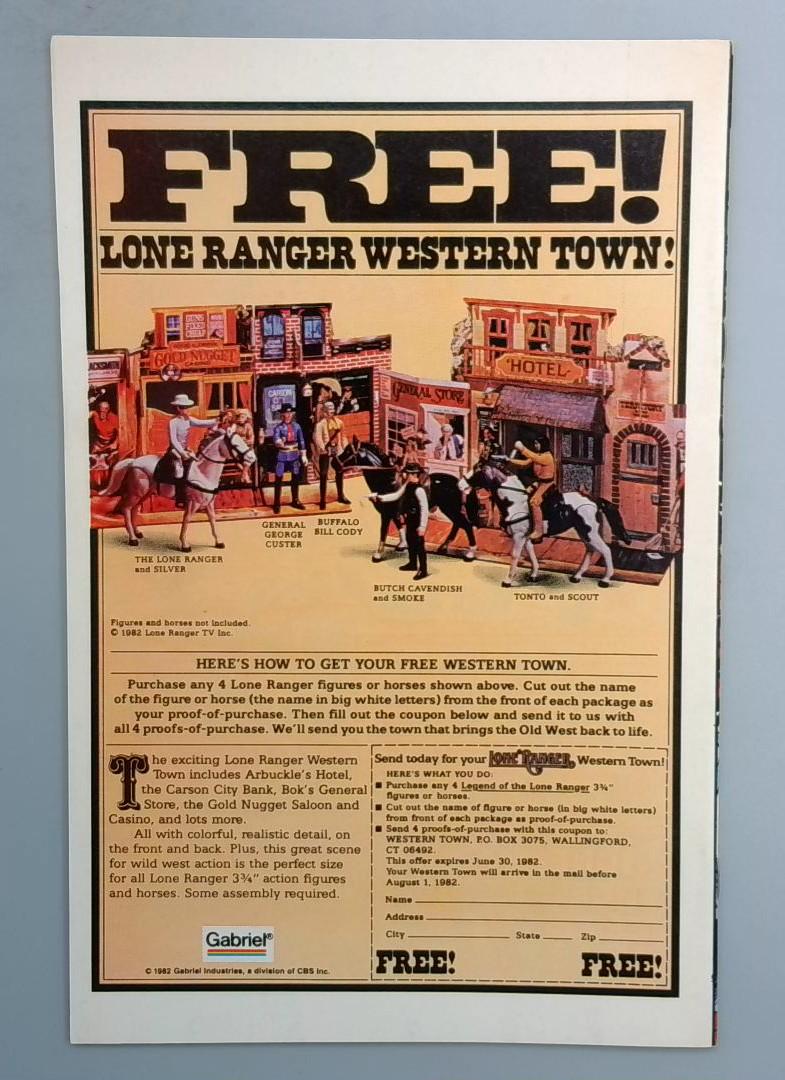 FREE!
LONE RANGER WESTERN TOWN!
GUNS
FIXED
CHEAP
GOLD NUGGET
CASINO
CARSON
CITY
GENERAL STORE
"HOTEL"
THE LONE RANGER
and SILVER
GENERAL
GEORGE
CUSTER
BUFFALO
BILL CODY
BUTCH CAVENDISH
and SMOKE
TONTO and SCOUT
Figures and horses not included.
© 1982 Lone Ranger TV Inc.
HERE'S HOW TO GET YOUR FREE WESTERN TOWN.
Purchase any 4 Lone Ranger figures or horses shown above. Cut out the name
of the figure or horse (the name in big white letters) from the front of each package as
your proof-of-purchase. Then fill out the coupon below and send it to us with
all 4 proofs-of-purchase. We'll send you the town that brings the Old West back to life.
The exciting Lone Ranger Western
Town includes Arbuckle's Hotel,
the Carson City Bank, Bok's General
Store, the Gold Nugget Saloon and
Casino, and lots more.
All with colorful, realistic detail, on
the front and back. Plus, this great scene
for wild west action is the perfect size
for all Lone Ranger 3¾" action figures
and horses. Some assembly required.
Gabriel®
© 1982 Gabriel Industries, a division of CBS Inc.
Send today for your LONE RANGER Western Town!
HERE'S WHAT YOU DO:
■ Purchase any 4 Legend of the Lone Ranger 3¾"
figures or horses.
■ Cut out the name of figure or horse (in big white letters)
from front of each package as proof-of-purchase.
■ Send 4 proofs-of-purchase with this coupon to:
WESTERN TOWN, P.O. BOX 3075, WALLINGFORD,
CT 06492.
This offer expires June 30, 1982.
Your Western Town will arrive in the mail before
August 1, 1982.
Name
Address
City State Zip
FREE! FREE!